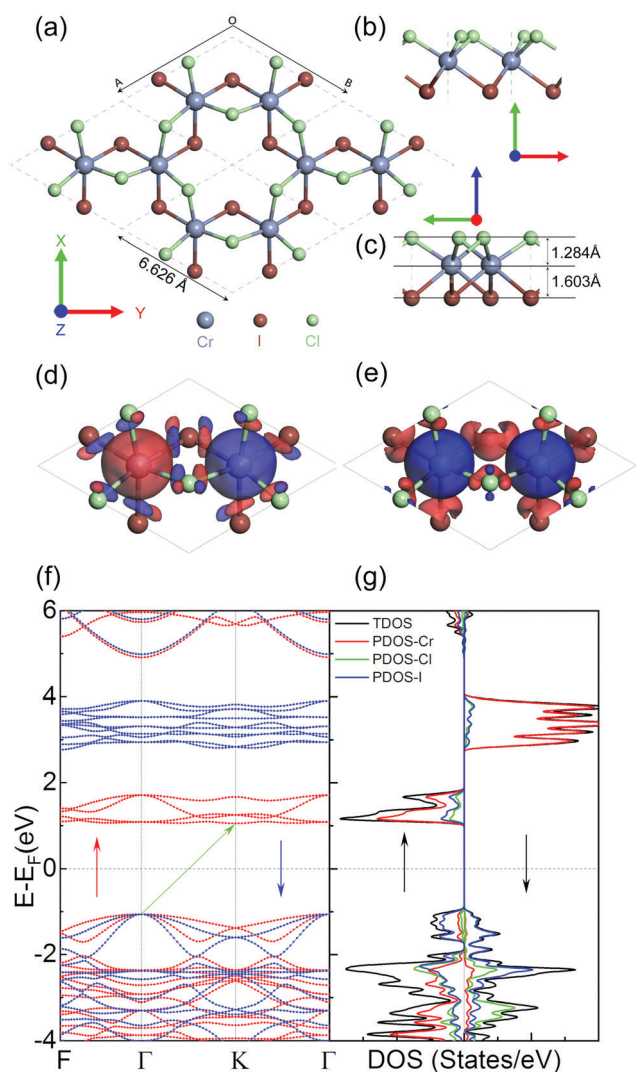 (a)
O
A
B
6.626 Å
X
Z
Y
Cr
I
Cl
(b)
(c)
1.284Å
1.603Å
(d)
(e)
(f)
(g)
E-E_F(eV)
6
4
2
0
-2
-4
F
Γ
K
Γ
TDOS
PDOS-Cr
PDOS-Cl
PDOS-I
DOS (States/eV)